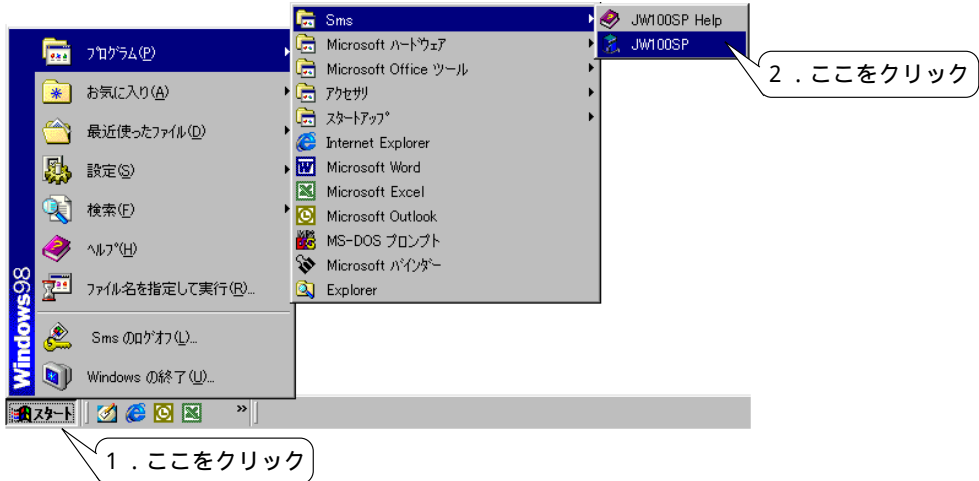 Sms
Microsoft ﾊｰﾄﾞｳｪｱ
Microsoft Office ツール
ｱｸｾｻﾘ
ｽﾀｰﾄｱｯﾌﾟ
Internet Explorer
Microsoft Word
Microsoft Excel
Microsoft Outlook
MS-DOS プロンプト
Microsoft ﾊﾞｲﾝﾀﾞｰ
Explorer
JW100SP Help
JW100SP
2．ここをクリック
ﾌﾟﾛｸﾞﾗﾑ(P)
お気に入り(A)
最近使ったﾌｧｲﾙ(D)
設定(S)
検索(F)
ﾍﾙﾌﾟ(H)
ﾌｧｲﾙ名を指定して実行(R)...
Sms のﾛｸﾞｵﾌ(L)...
Windows の終了(U)...
Windows98
スタート
»
1．ここをクリック